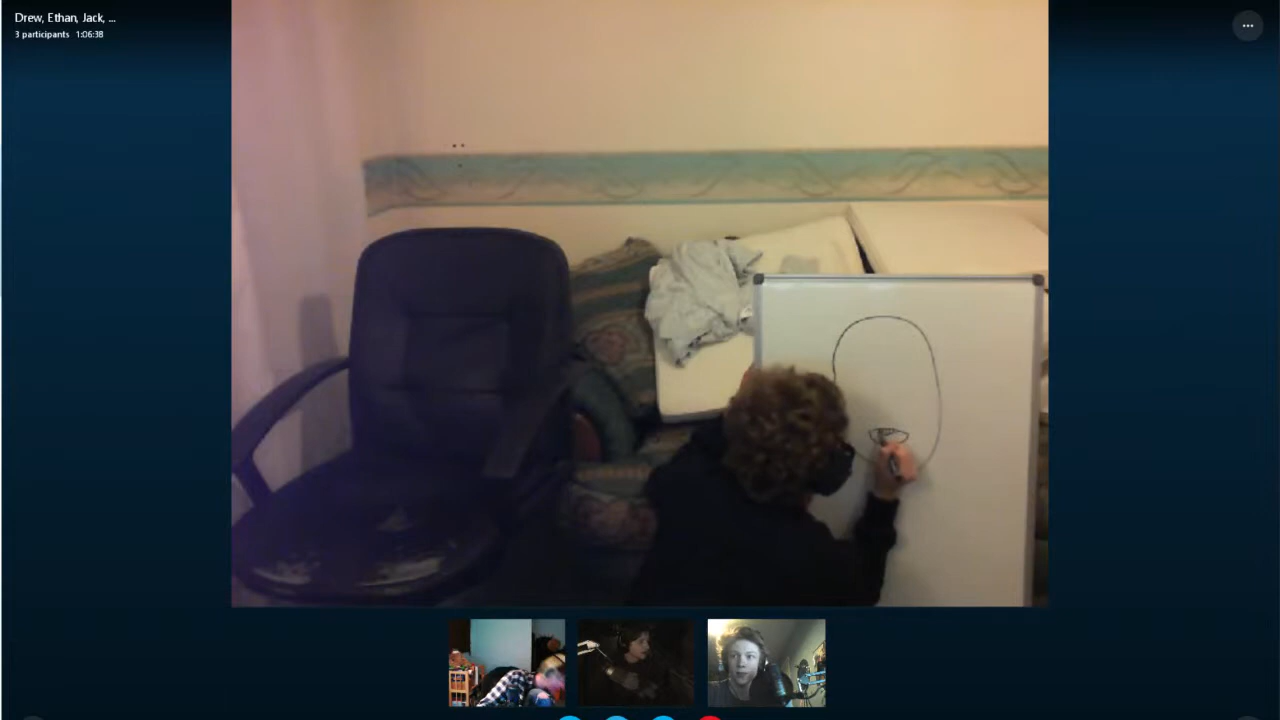 Drew, Ethan, Jack, ...
3 participants 1:06:38